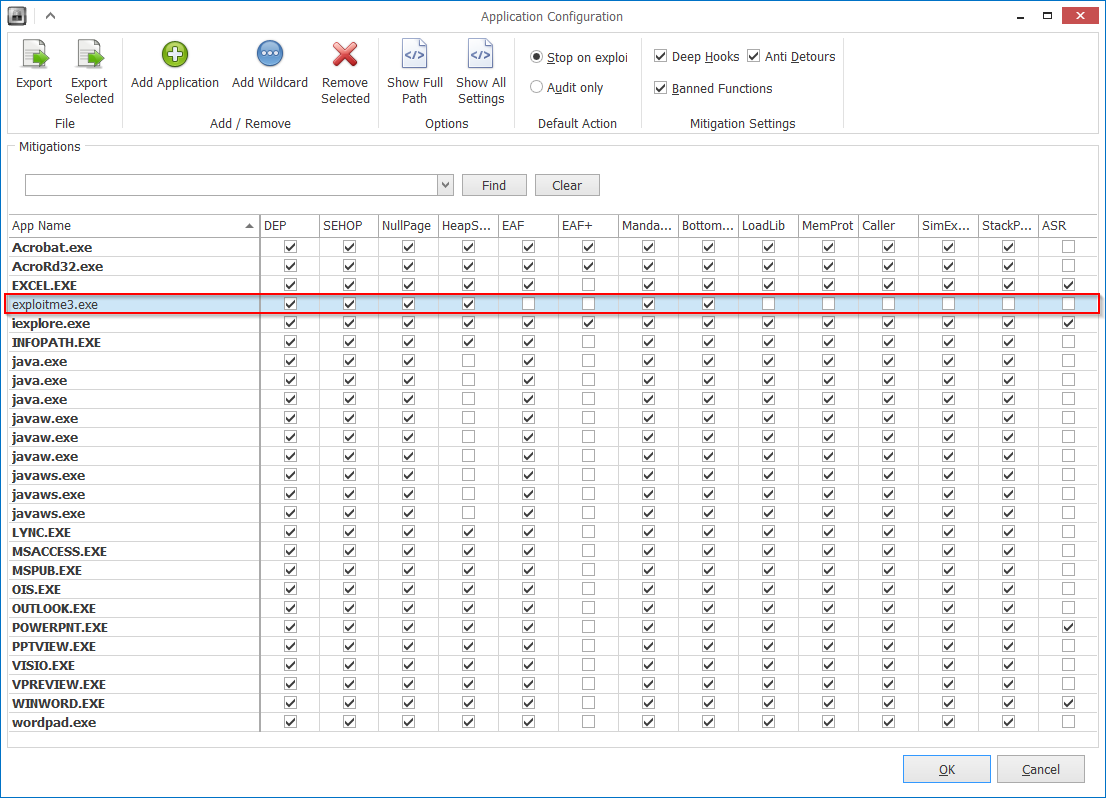 Application Configuration
Export
Export Selected
Add Application
Add Wildcard
Remove Selected
Show Full Path
Show All Settings
Stop on exploi
Audit only
Deep Hooks
Anti Detours
Banned Functions
File
Add / Remove
Options
Default Action
Mitigation Settings
Mitigations
Find
Clear
App Name DEP SEHOP NullPage HeapS... EAF EAF+ Manda... Bottom... LoadLib MemProt Caller SimEx... StackP... ASR
Acrobat.exe
AcroRd32.exe
EXCEL.EXE
exploitme3.exe
iexplore.exe
INFOPATH.EXE
java.exe
java.exe
java.exe
javaw.exe
javaw.exe
javaw.exe
javaws.exe
javaws.exe
javaws.exe
LYNC.EXE
MSACCESS.EXE
MSPUB.EXE
OIS.EXE
OUTLOOK.EXE
POWERPNT.EXE
PPTVIEW.EXE
VISIO.EXE
VPREVIEW.EXE
WINWORD.EXE
wordpad.exe
OK
Cancel